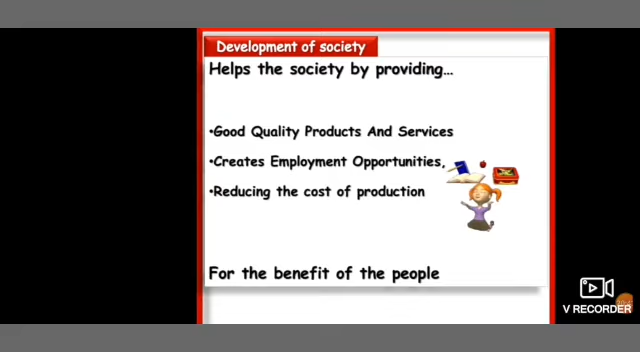 Development of society
Helps the society by providing...
•Good Quality Products And Services
•Creates Employment Opportunities,
•Reducing the cost of production
For the benefit of the people
V RECORDER